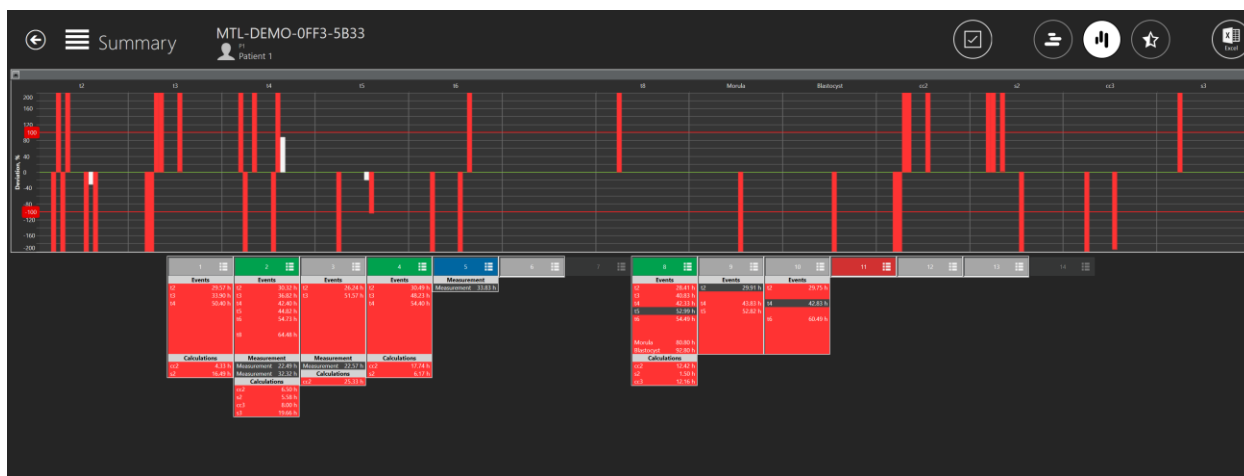 Summary
MTL-DEMO-0FF3-5B33
P1
Patient 1
Excel
t2 t3 t4 t5 t6 t8 Morula Blastocyst cc2 s2 cc3 s3
Deviation, %
200
160
120
100
80
40
0
-40
-80
-100
-120
-160
-200
1 2 3 4 5 6 7 8 9 10 11 12 13 14
1
Events
t2 29.57 h
t3 33.90 h
t4 50.40 h
Calculations
cc2 4.33 h
s2 16.49 h
2
Events
t2 30.32 h
t3 36.82 h
t4 42.40 h
t5 44.82 h
t6 54.73 h
t8 64.48 h
Measurement
Measurement 22.49 h
Measurement 32.32 h
Calculations
cc2 6.50 h
s2 5.58 h
cc3 8.00 h
s3 19.66 h
3
Events
t2 26.24 h
t3 51.57 h
Measurement
Measurement 22.57 h
Calculations
cc2 25.33 h
4
Events
t2 30.49 h
t3 48.23 h
t4 54.40 h
Calculations
cc2 17.74 h
s2 6.17 h
5
Measurement
Measurement 33.83 h
8
Events
t2 28.41 h
t3 40.83 h
t4 42.33 h
t5 52.99 h
t6 54.49 h
Morula 80.80 h
Blastocyst 92.80 h
Calculations
cc2 12.42 h
s2 1.50 h
cc3 12.16 h
9
Events
t2 29.91 h
t4 43.83 h
t5 52.82 h
10
Events
t2 29.75 h
t4 42.83 h
t6 60.49 h